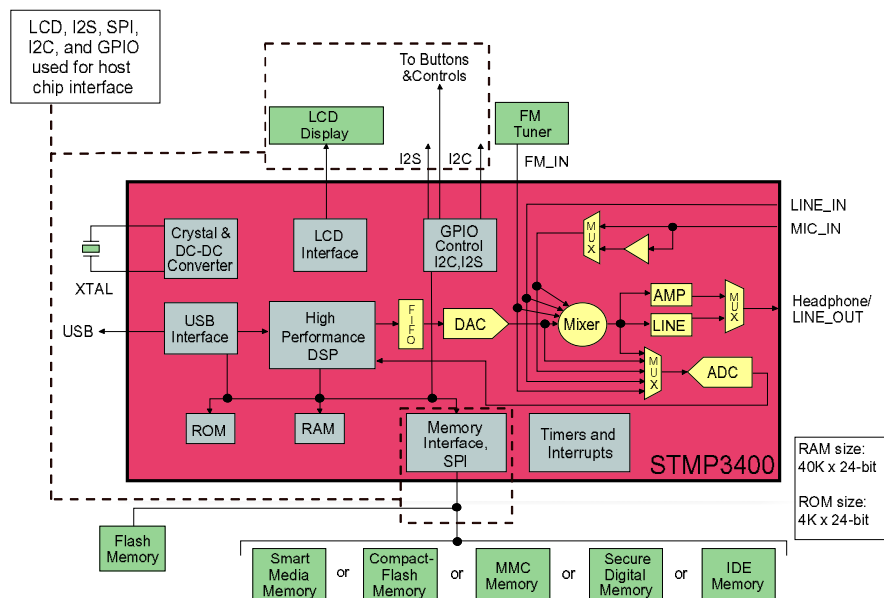 LCD, I2S, SPI,
I2C, and GPIO
used for host
chip interface
To Buttons
&Controls
LCD
Display
FM
Tuner
I2S
I2C
FM_IN
LINE_IN
MIC_IN
Crystal &
DC-DC
Converter
LCD
Interface
GPIO
Control
I2C,I2S
MUX
XTAL
USB
USB
Interface
High
Performance
DSP
FIFO
DAC
Mixer
AMP
LINE
MUX
Headphone/
LINE_OUT
MUX
ADC
ROM
RAM
Memory
Interface,
SPI
Timers and
Interrupts
STMP3400
RAM size:
40K x 24-bit
ROM size:
4K x 24-bit
Flash
Memory
Smart
Media
Memory
or
Compact-
Flash
Memory
or
MMC
Memory
or
Secure
Digital
Memory
or
IDE
Memory